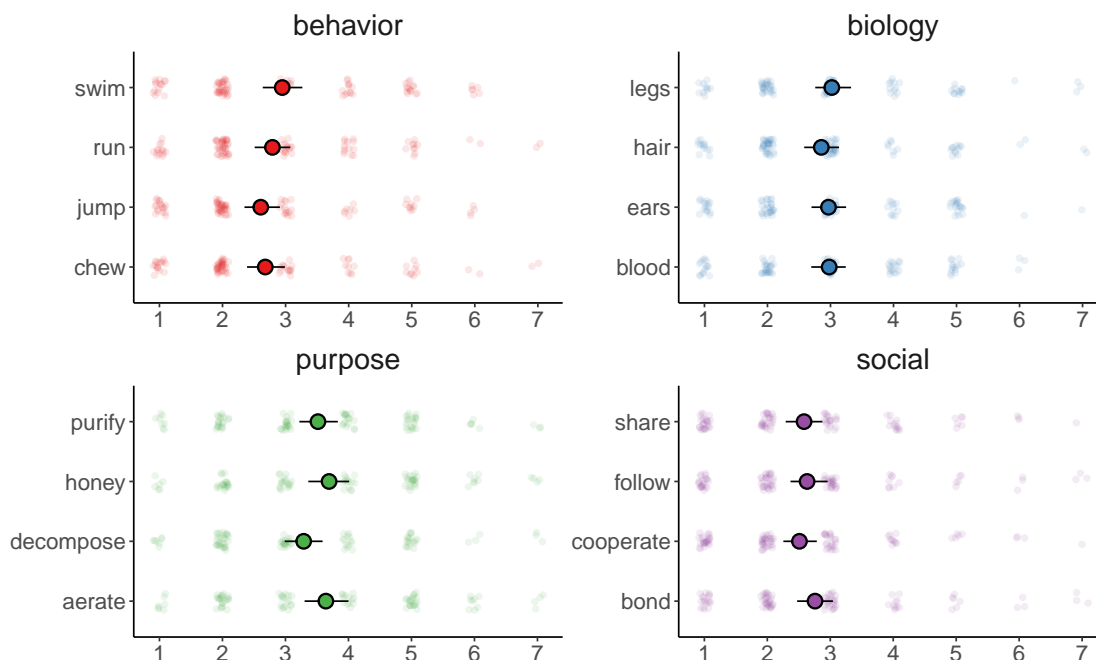 behavior
swim
run
jump
chew
1 2 3 4 5 6 7
biology
legs
hair
ears
blood
1 2 3 4 5 6 7
purpose
purify
honey
decompose
aerate
1 2 3 4 5 6 7
social
share
follow
cooperate
bond
1 2 3 4 5 6 7